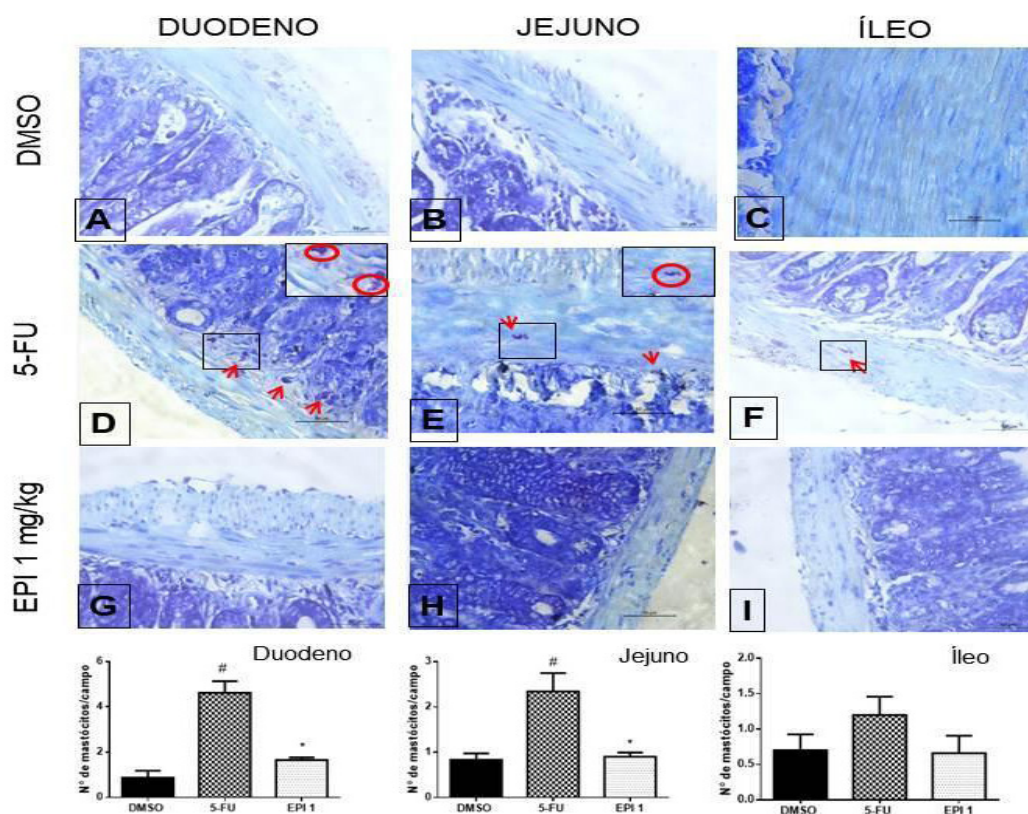 DUODENO JEJUNO ÍLEO
DMSO
A B C
5-FU
D E F
EPI 1 mg/kg
G H I
Duodeno
Nº de mastócitos/campo
6
4
2
0
#
*
DMSO 5-FU EPI 1
Jejuno
Nº de mastócitos/campo
3
2
1
0
#
*
DMSO 5-FU EPI 1
Íleo
Nº de mastócitos/campo
2.0
1.5
1.0
0.5
0.0
DMSO 5-FU EPI 1